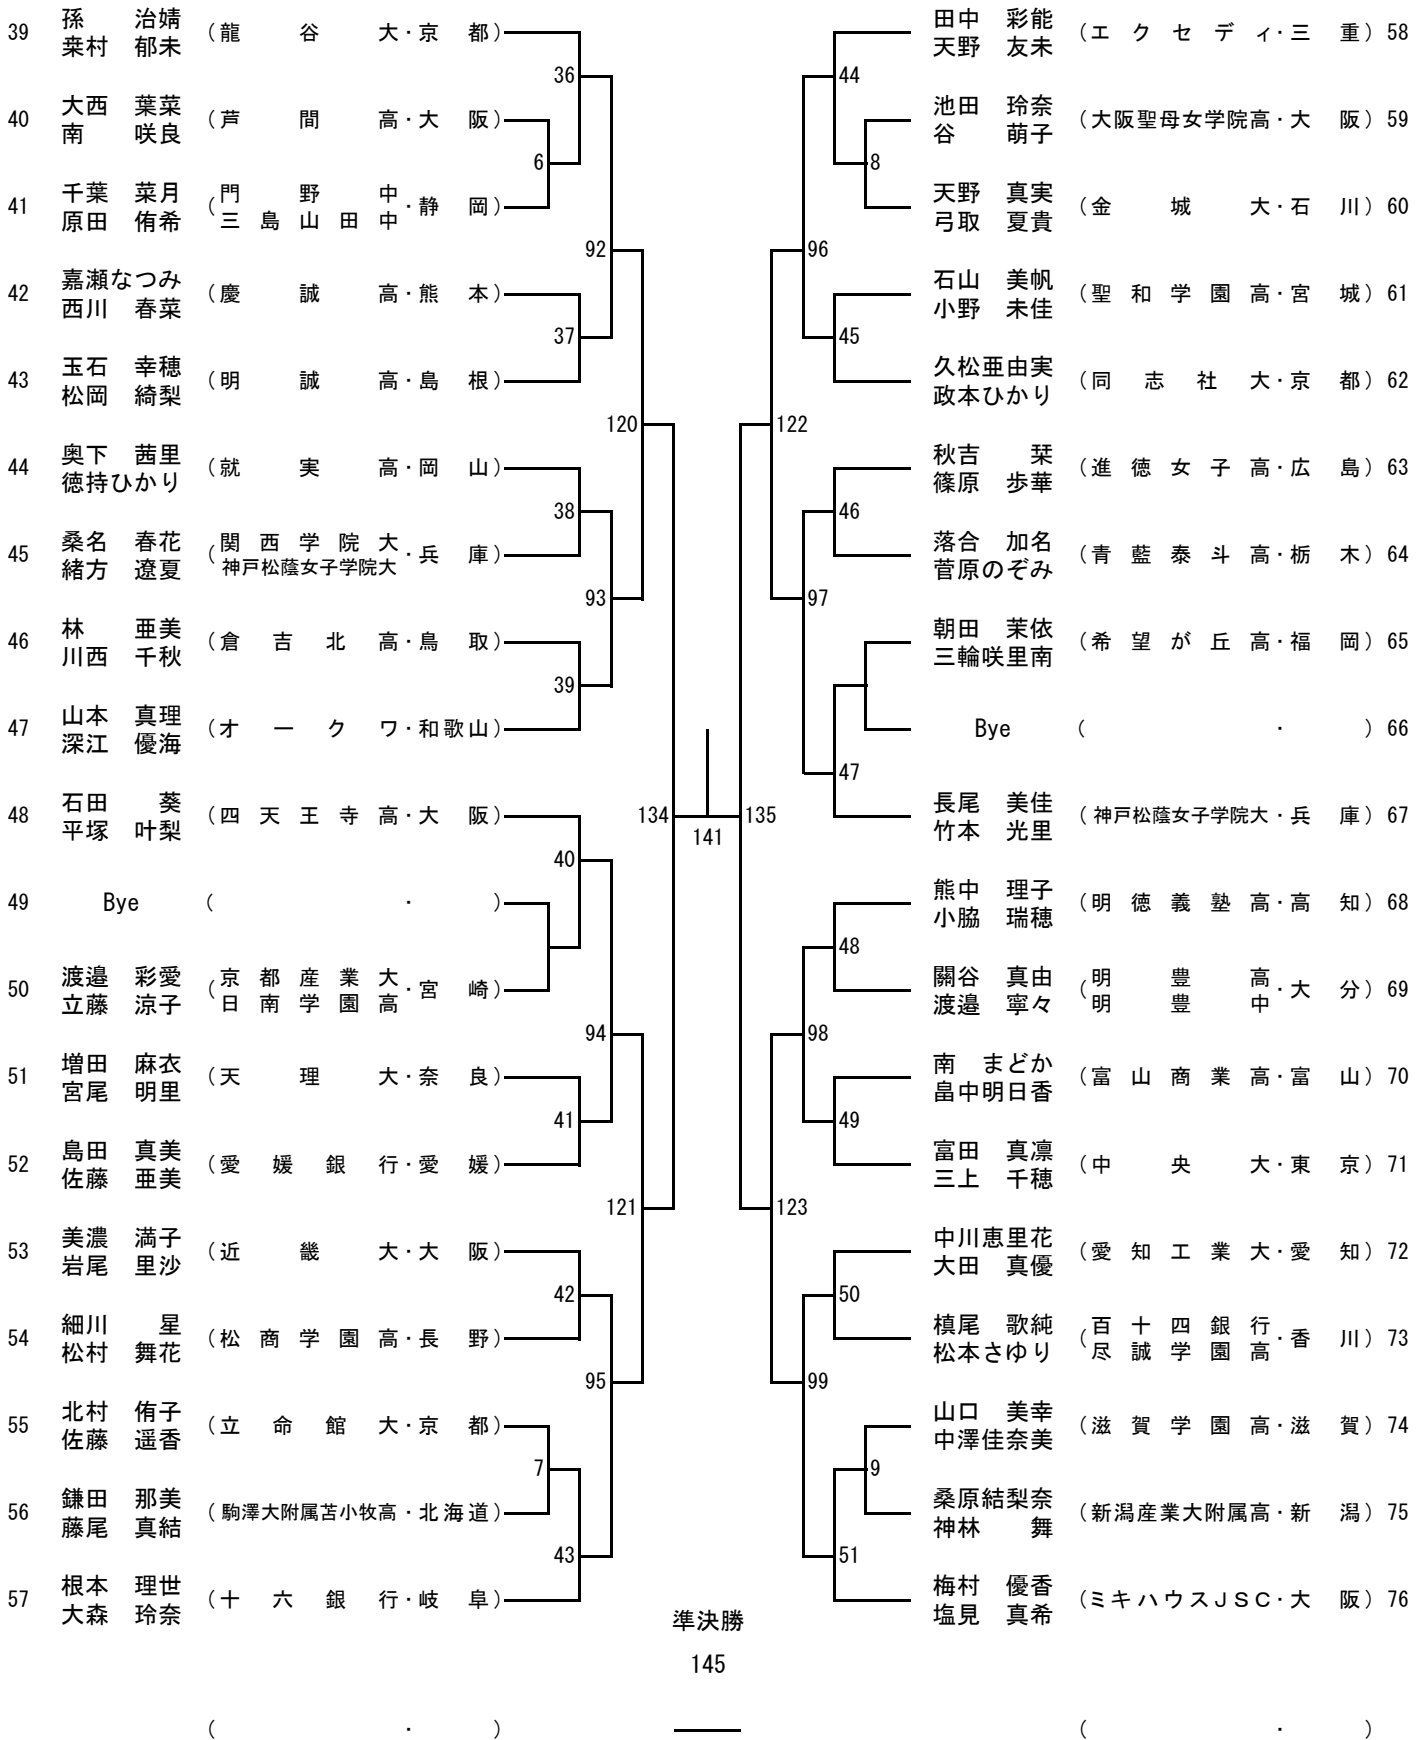 39 孫　治婧 (龍谷大・京都)
桒村　郁未
36
40 大西　葉菜 (芦間高・大阪)
南　咲良
6
41 千葉　菜月 (門野中・静岡)
原田　侑希 三島山田中
92
42 嘉瀬なつみ (慶誠高・熊本)
西川　春菜
37
43 玉石　幸穂 (明誠高・島根)
松岡　綺梨
120
44 奥下　茜里 (就実高・岡山)
徳持ひかり
38
45 桑名　春花 (関西学院大・兵庫)
緒方　遼夏 神戸松蔭女子学院大
93
46 林　亜美 (倉吉北高・鳥取)
川西　千秋
39
47 山本　真理 (オークワ・和歌山)
深江　優海
48 石田　葵 (四天王寺高・大阪)
平塚　叶梨
134
40
49 Bye (・)
50 渡邉　彩愛 (京都産業大・宮崎)
立藤　涼子 日南学園高
94
51 増田　麻衣 (天理大・奈良)
宮尾　明里
41
52 島田　真美 (愛媛銀行・愛媛)
佐藤　亜美
121
53 美濃　満子 (近畿大・大阪)
岩尾　里沙
42
54 細川　星 (松商学園高・長野)
松村　舞花
95
55 北村　侑子 (立命館大・京都)
佐藤　遥香
7
56 鎌田　那美 (駒澤大附属苫小牧高・北海道)
藤尾　真結
43
57 根本　理世 (十六銀行・岐阜)
大森　玲奈
(・)
141
準決勝
145
田中　彩能 (エクセディ・三重) 58
天野　友未
44
池田　玲奈 (大阪聖母女学院高・大阪) 59
谷　萌子
8
天野　真実 (金城大・石川) 60
弓取　夏貴
96
石山　美帆 (聖和学園高・宮城) 61
小野　未佳
45
久松亜由実 (同志社大・京都) 62
政本ひかり
122
秋吉　栞 (進徳女子高・広島) 63
篠原　歩華
46
落合　加名 (青藍泰斗高・栃木) 64
菅原のぞみ
97
朝田　茉依 (希望が丘高・福岡) 65
三輪咲里南
Bye (・) 66
47
長尾　美佳 (神戸松蔭女子学院大・兵庫) 67
竹本　光里
135
熊中　理子 (明徳義塾高・高知) 68
小脇　瑞穂
48
關谷　真由 (明豊高・大分) 69
渡邉　寧々 明豊中
98
南　まどか (富山商業高・富山) 70
畠中明日香
49
富田　真凛 (中央大・東京) 71
三上　千穂
123
中川恵里花 (愛知工業大・愛知) 72
大田　真優
50
槙尾　歌純 (百十四銀行・香川) 73
松本さゆり 尽誠学園高
99
山口　美幸 (滋賀学園高・滋賀) 74
中澤佳奈美
9
桑原結梨奈 (新潟産業大附属高・新潟) 75
神林　舞
51
梅村　優香 (ミキハウスＪＳＣ・大阪) 76
塩見　真希
(・)